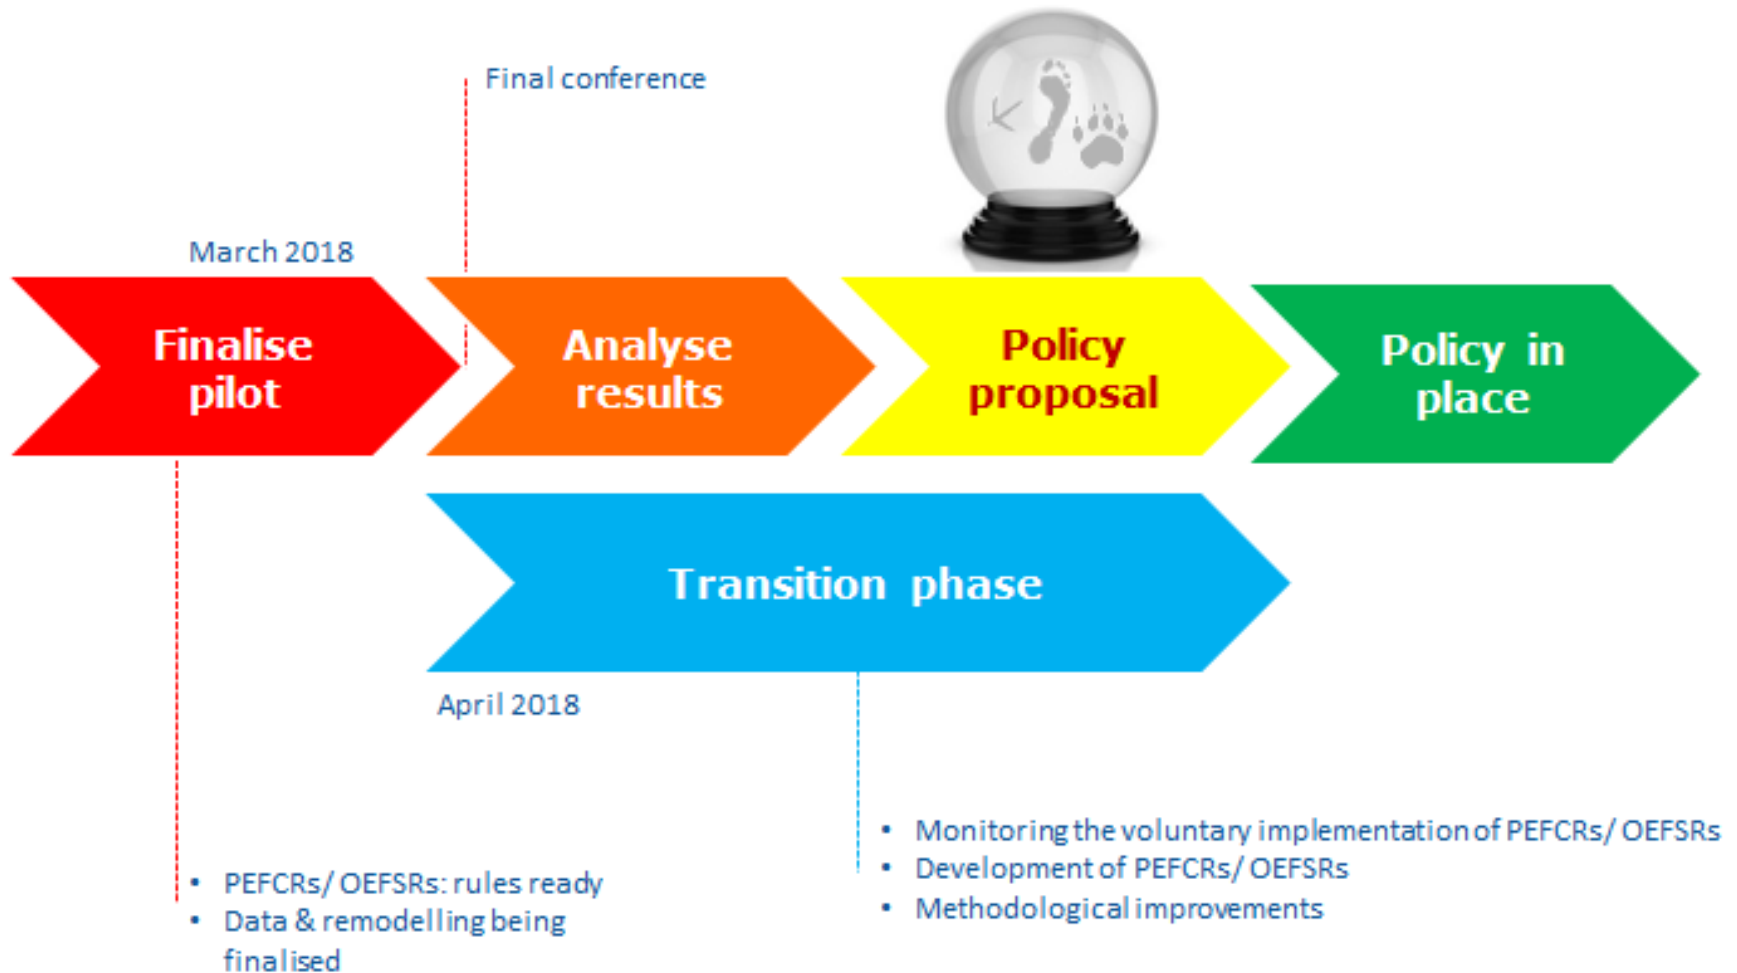 Final conference
March 2018
Finalise
pilot
Analyse
results
Policy
proposal
Policy in
place
Transition phase
April 2018
• PEFCRs/ OEFSRs: rules ready
• Data & remodelling being
finalised
• Monitoring the voluntary implementation of PEFCRs/ OEFSRs
• Development of PEFCRs/ OEFSRs
• Methodological improvements